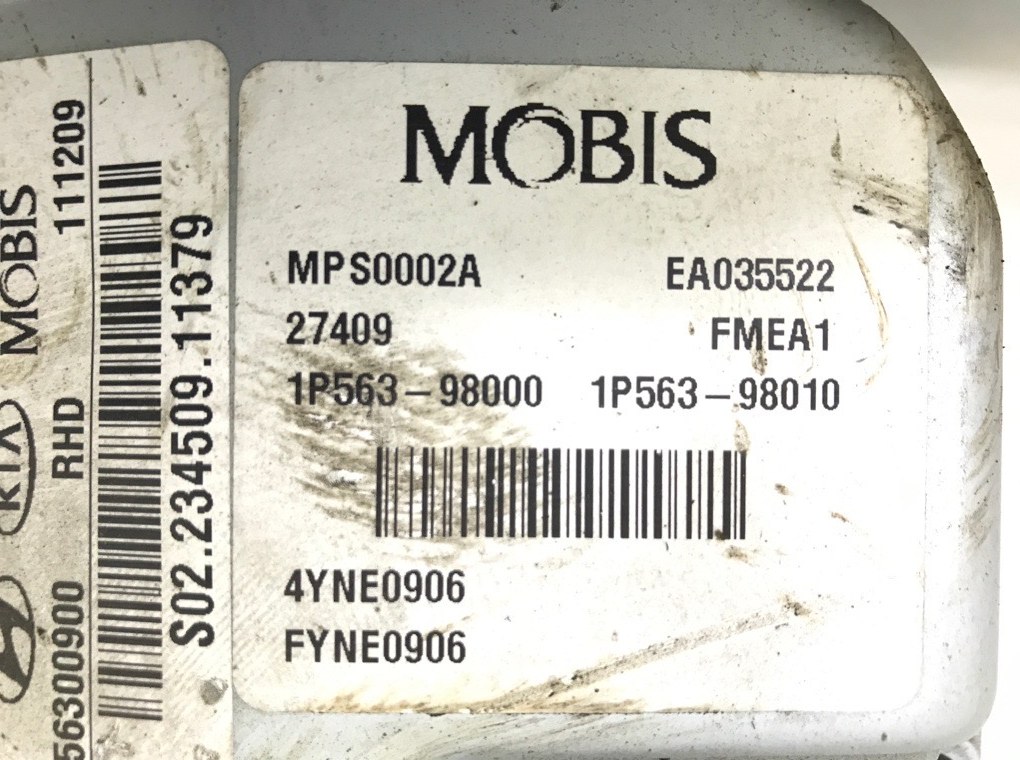 MOBIS
MPS0002A EA035522
27409 FMEA1
1P563-98000 1P563-98010
4YNE0906
FYNE0906
56300900 RHD 111209
KIA MOBIS
S02.234509.11379